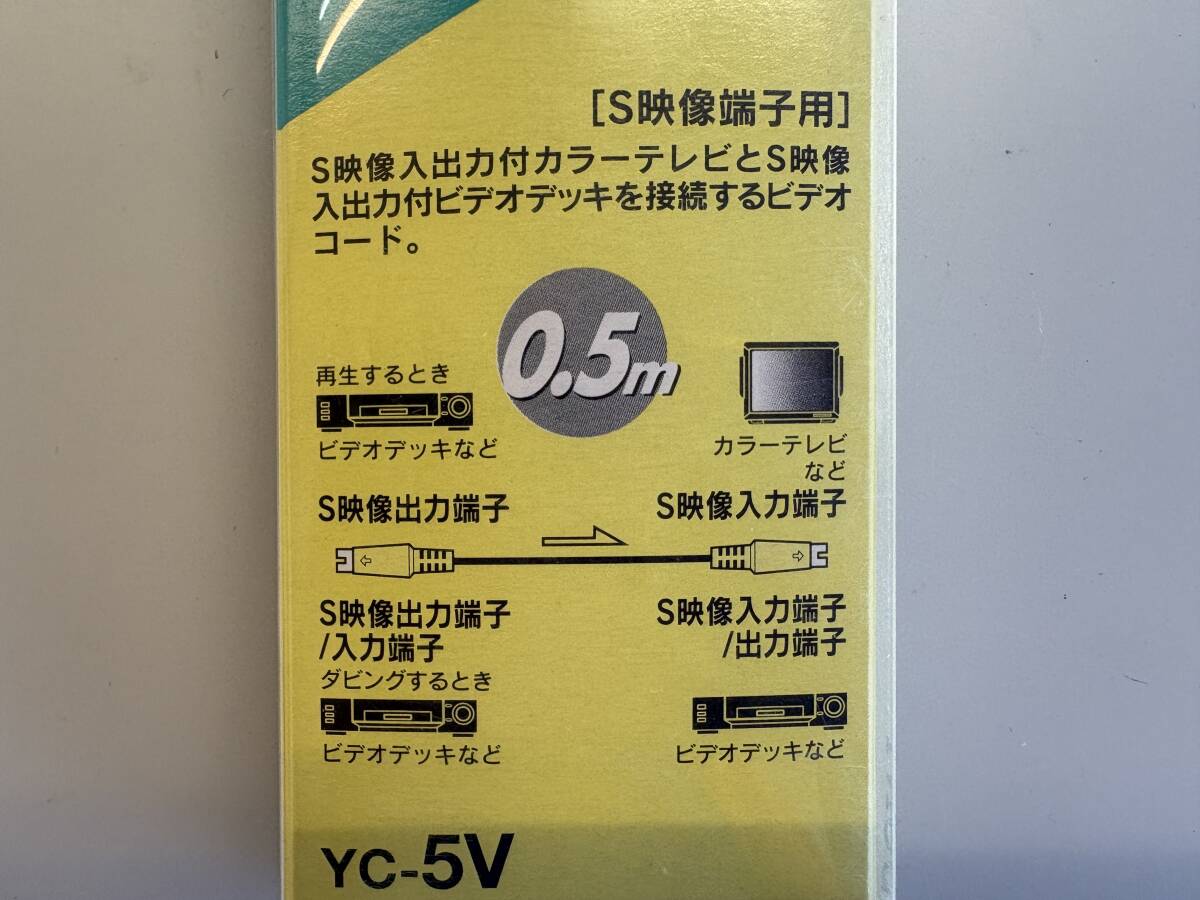 [S映像端子用]
S映像入出力付カラーテレビとS映像
入出力付ビデオデッキを接続するビデオ
コード。
0.5m
再生するとき
ビデオデッキなど
カラーテレビ
など
S映像出力端子
S映像入力端子
S映像出力端子
/入力端子
S映像入力端子
/出力端子
ダビングするとき
ビデオデッキなど
ビデオデッキなど
YC-5V